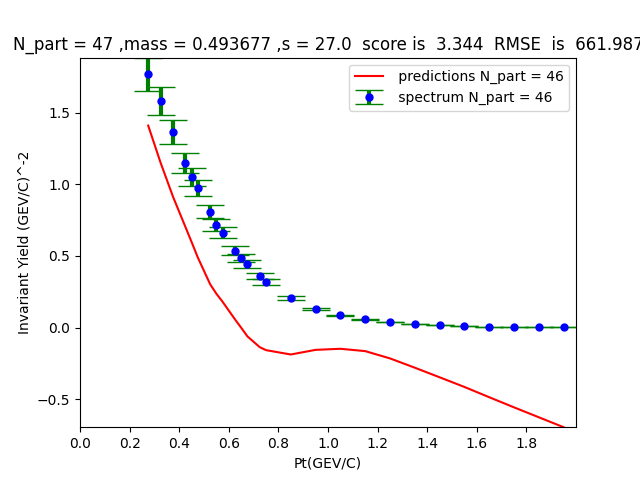 N_part = 47 ,mass = 0.493677 ,s = 27.0  score is  3.344  RMSE  is  661.987
predictions N_part = 46
spectrum N_part = 46
Invariant Yield (GEV/C)^-2
1.5
1.0
0.5
0.0
−0.5
0.0 0.2 0.4 0.6 0.8 1.0 1.2 1.4 1.6 1.8
Pt(GEV/C)